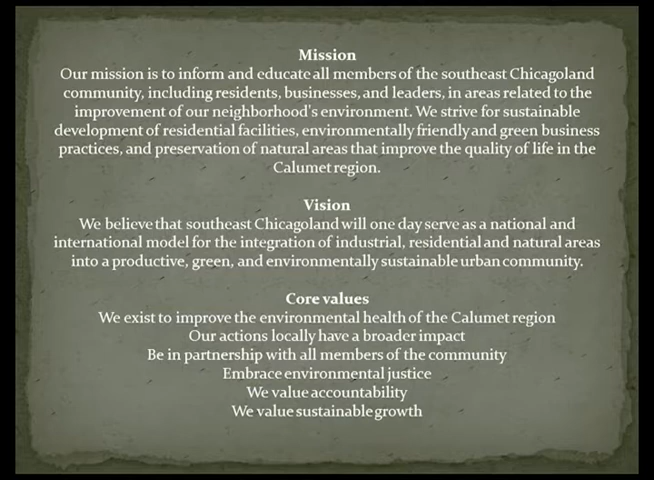 Mission
Our mission is to inform and educate all members of the southeast Chicagoland
community, including residents, businesses, and leaders, in areas related to the
improvement of our neighborhood's environment. We strive for sustainable
development of residential facilities, environmentally friendly and green business
practices, and preservation of natural areas that improve the quality of life in the
Calumet region.
Vision
We believe that southeast Chicagoland will one day serve as a national and
international model for the integration of industrial, residential and natural areas
into a productive, green, and environmentally sustainable urban community.
Core values
We exist to improve the environmental health of the Calumet region
Our actions locally have a broader impact
Be in partnership with all members of the community
Embrace environmental justice
We value accountability
We value sustainable growth